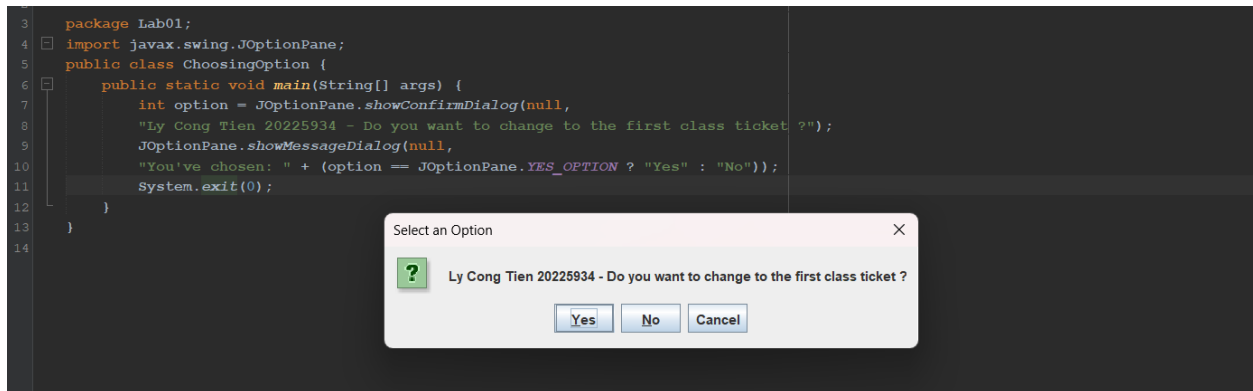 3 package Lab01;
4 import javax.swing.JOptionPane;
5 public class ChoosingOption {
6 public static void main(String[] args) {
7 int option = JOptionPane.showConfirmDialog(null,
8 "Ly Cong Tien 20225934 - Do you want to change to the first class ticket ?");
9 JOptionPane.showMessageDialog(null,
10 "You've chosen: " + (option == JOptionPane.YES_OPTION ? "Yes" : "No"));
11 System.exit(0);
12 }
13 }
14
Select an Option
Ly Cong Tien 20225934 - Do you want to change to the first class ticket ?
Yes No Cancel